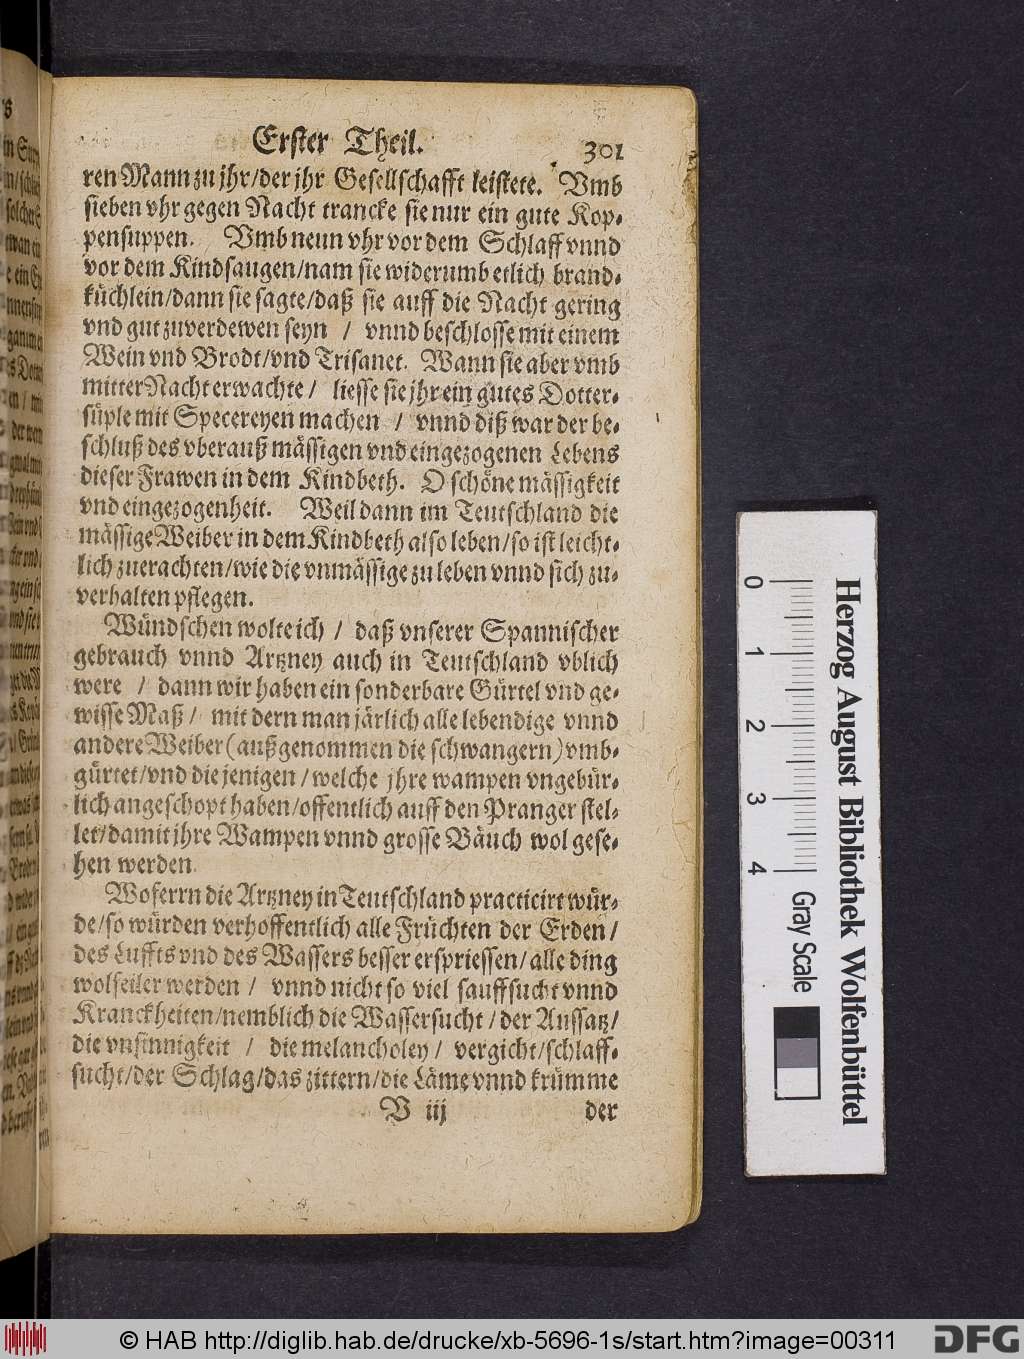 Erster Theil. 301
ren Mann zu jhr/der jhr Gesellschafft leistete. Vmb
sieben vhr gegen Nacht trancke sie nur ein gute Kop-
pensuppen. Vmb neun vhr vor dem Schlaff vnnd
vor dem Kindsaugen/nam sie widerumb etlich brand-
küchlein/dann sie sagte/daß sie auff die Nacht gering
vnd gut zuverdewen seyn / vnnd beschlosse mit einem
Wein vnd Brodt/vnd Trisanet. Wann sie aber vmb
mitter Nacht erwachte / liesse sie jhr ein gutes Dotter-
süple mit Specereyen machen / vnnd diß war der be-
schluß des vberauß mässigen vnd eingezogenen Lebens
dieser Frawen in dem Kindbeth. O schöne mässigkeit
vnd eingezogenheit. Weil dann im Teutschland die
mässige Weiber in dem Kindbeth also leben/so ist leicht-
lich zuerachten/wie die vnmässige zu leben vnnd sich zu-
verhalten pflegen.
Wündschen wolte ich / daß vnserer Spannischer
gebrauch vnnd Artzney auch in Teutschland vblich
were / dann wir haben ein sonderbare Gürtel vnd ge-
wisse Maß / mit dern man järlich alle lebendige vnnd
andere Weiber (außgenommen die schwangern) vmb-
gürtet/vnd die jenigen/welche jhre wampen vngebür-
lich angeschopt haben/offentlich auff den Pranger stel-
let/damit jhre Wampen vnnd grosse Bäuch wol gese-
hen werden
Woferrn die Artzney in Teutschland practicirt wür-
de/so würden verhoffentlich alle Früchten der Erden/
des Luffts vnd des Wassers besser erspriessen/alle ding
wolfeiler werden / vnnd nicht so viel sauffsucht vnnd
Kranckheiten/nemblich die Wassersucht/der Aussatz/
die vnsinnigkeit / die melancholey / vergicht/schlaff-
sucht/der Schlag/das zittern/die Läme vnnd krümme
V iij der
0 1 2 3 4
Gray Scale
Herzog August Bibliothek Wolfenbüttel
© HAB http://diglib.hab.de/drucke/xb-5696-1s/start.htm?image=00311
DFG